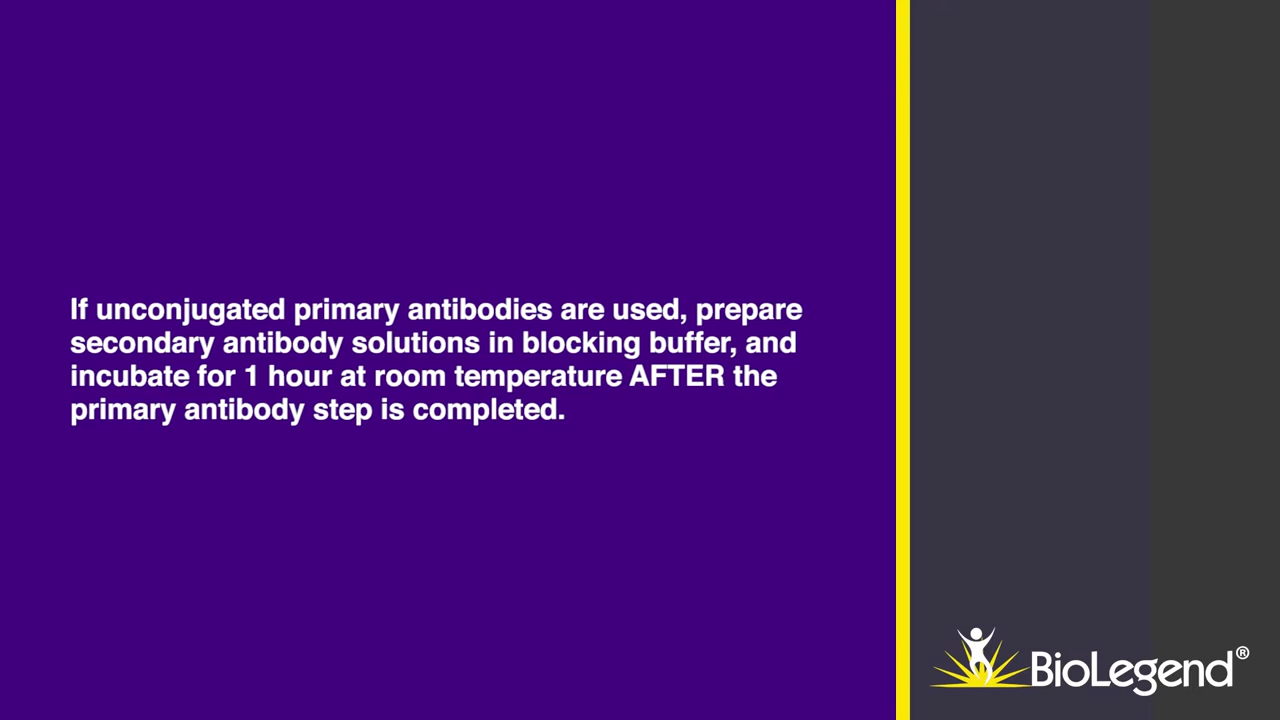 If unconjugated primary antibodies are used, prepare
secondary antibody solutions in blocking buffer, and
incubate for 1 hour at room temperature AFTER the
primary antibody step is completed.
BioLegend®